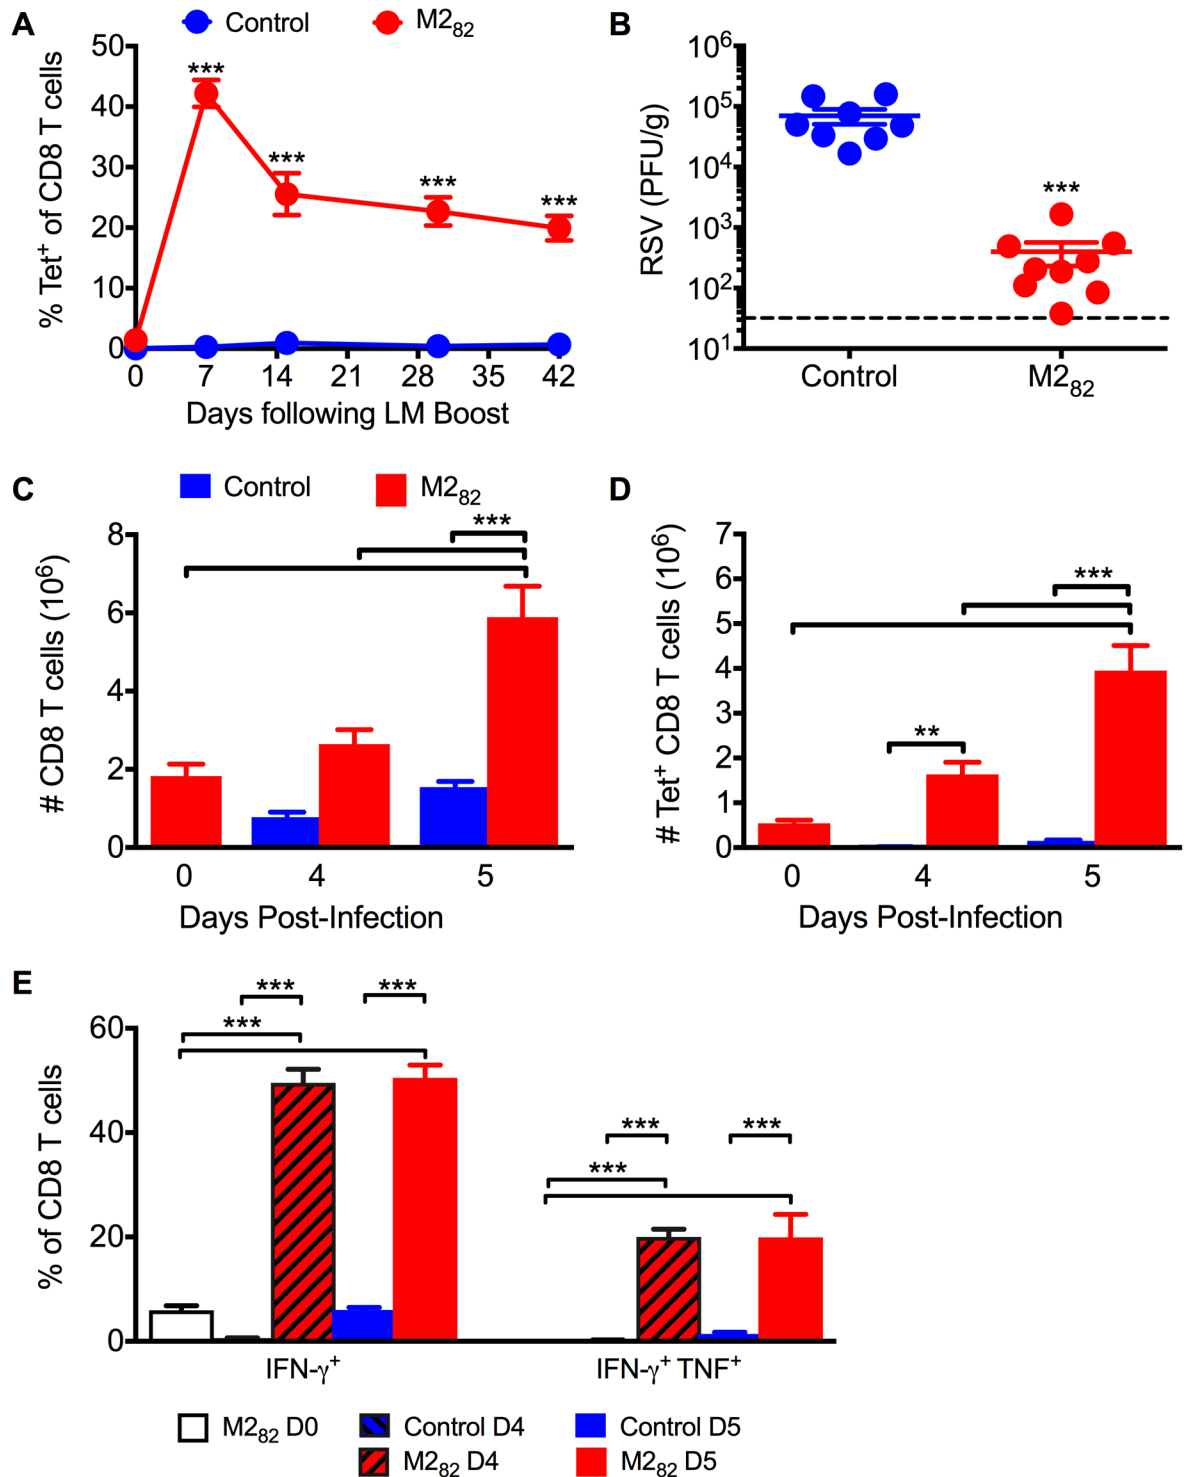 A
Control
M2₈₂
50
40
30
20
10
0
% Tet⁺ of CD8 T cells
***
***
***
***
0 7 14 21 28 35 42
Days following LM Boost
B
10⁶
10⁵
10⁴
10³
10²
10¹
RSV (PFU/g)
***
Control M2₈₂
C
Control
M2₈₂
8
6
4
2
0
# CD8 T cells (10⁶)
***
0 4 5
Days Post-Infection
D
7
6
5
4
3
2
1
0
# Tet⁺ CD8 T cells (10⁶)
**
***
0 4 5
Days Post-Infection
E
60
40
20
0
% of CD8 T cells
*** ***
***
*** ***
***
IFN-γ⁺ IFN-γ⁺ TNF⁺
M2₈₂ D0 Control D4 Control D5
M2₈₂ D4 M2₈₂ D5